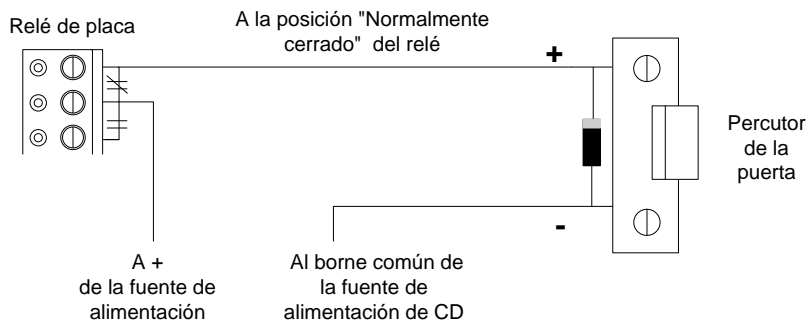 Relé de placa
A la posición "Normalmente
cerrado" del relé
+
Percutor
de la
puerta
-
A +
de la fuente de
alimentación
Al borne común de
la fuente de
alimentación de CD